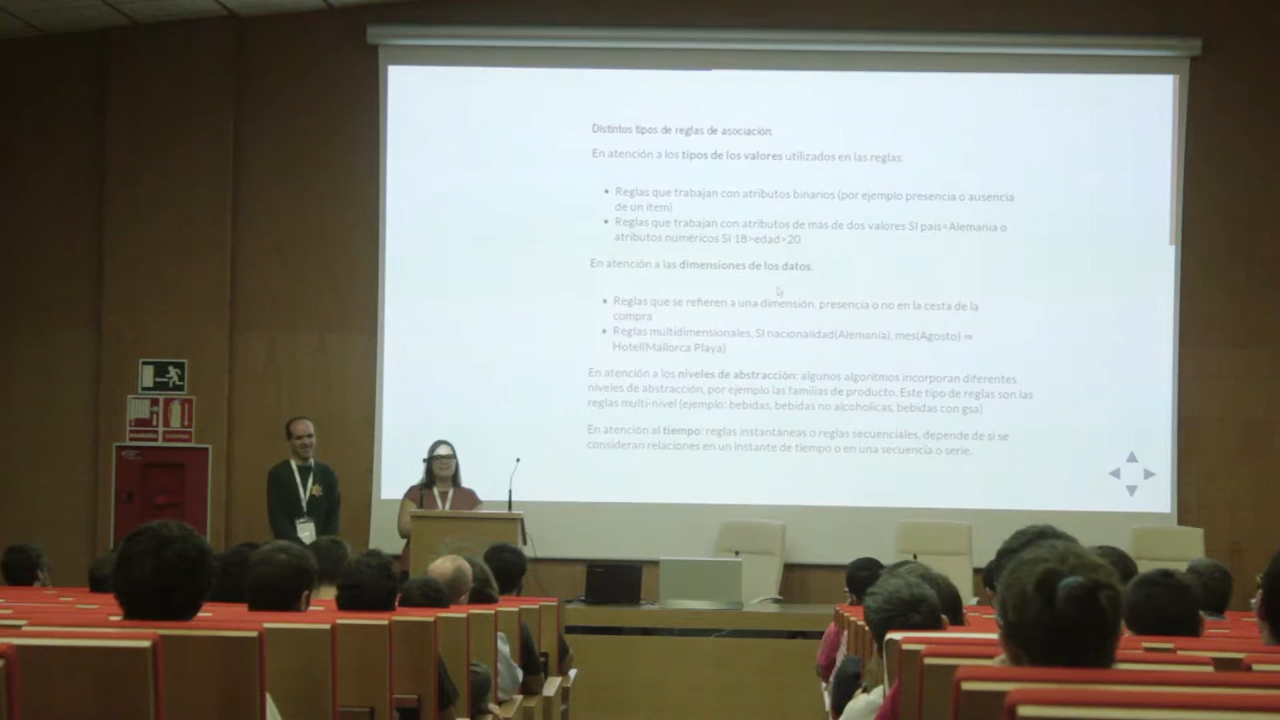 Distintos tipos de reglas de asociación:
En atención a los tipos de los valores utilizados en las reglas:
• Reglas que trabajan con atributos binarios (por ejemplo presencia o ausencia
de un item)
• Reglas que trabajan con atributos de más de dos valores SI pais=Alemania o
atributos numéricos SI 18>edad>20
En atención a las dimensiones de los datos:
• Reglas que se refieren a una dimensión, presencia o no en la cesta de la
compra
• Reglas multidimensionales, SI nacionalidad(Alemania), mes(Agosto) ⇒
Hotel(Mallorca Playa)
En atención a los niveles de abstracción: algunos algoritmos incorporan diferentes
niveles de abstracción, por ejemplo las familias de producto. Este tipo de reglas son las
reglas multi-nivel (ejemplo: bebidas, bebidas no alcoholicas, bebidas con gsa)
En atención al tiempo: reglas instantáneas o reglas secuenciales, depende de si se
consideran relaciones en un instante de tiempo o en una secuencia o serie.